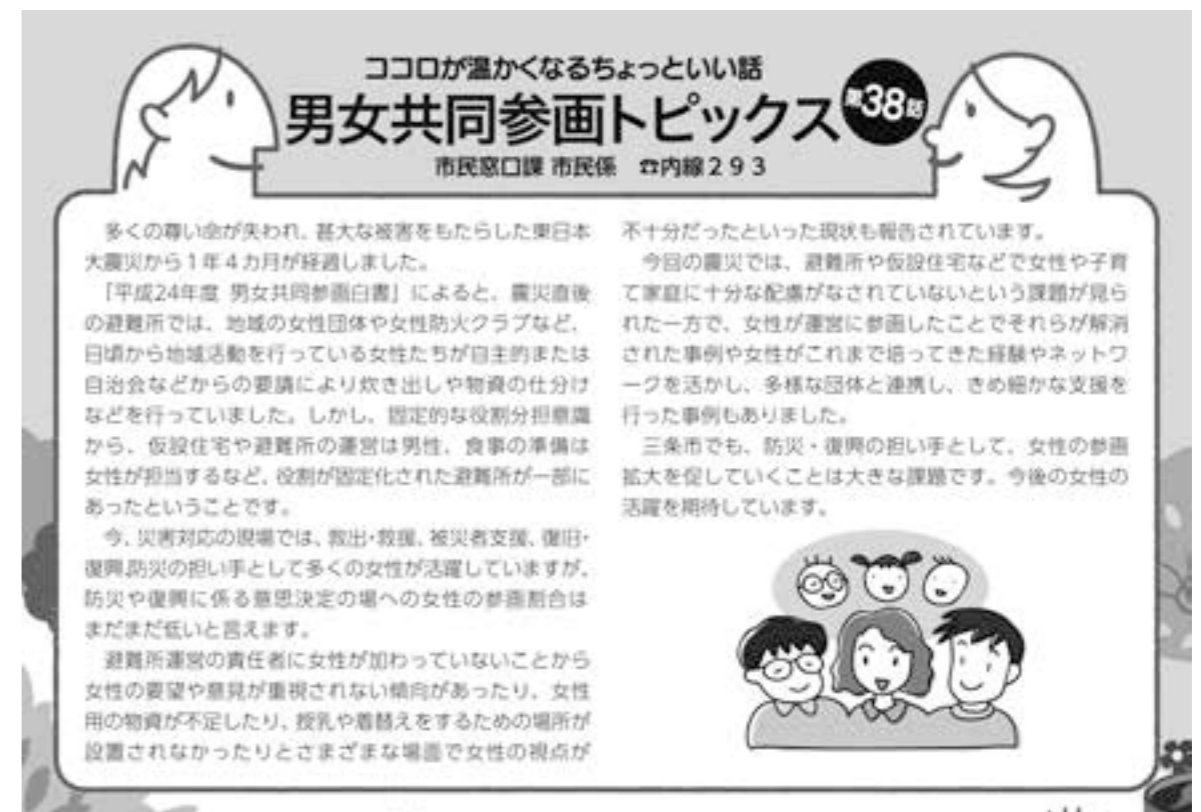 ココロが温かくなるちょっといい話
男女共同参画トピックス
第38話
市民窓口課 市民係　☎内線293
多くの尊い命が失われ、甚大な被害をもたらした東日本
大震災から1年4カ月が経過しました。
「平成24年度 男女共同参画白書」によると、震災直後
の避難所では、地域の女性団体や女性防火クラブなど、
日頃から地域活動を行っている女性たちが自主的または
自治会などからの要請により炊き出しや物資の仕分け
などを行っていました。しかし、固定的な役割分担意識
から、仮設住宅や避難所の運営は男性、食事の準備は
女性が担当するなど、役割が固定化された避難所が一部に
あったということです。
今、災害対応の現場では、救出・救援、被災者支援、復旧・
復興、防災の担い手として多くの女性が活躍していますが、
防災や復興に係る意思決定の場への女性の参画割合は
まだまだ低いと言えます。
避難所運営の責任者に女性が加わっていないことから
女性の要望や意見が重視されない傾向があったり、女性
用の物資が不足したり、授乳や着替えをするための場所が
設置されなかったりとさまざまな場面で女性の視点が
不十分だったといった現状も報告されています。
今回の震災では、避難所や仮設住宅などで女性や子育
て家庭に十分な配慮がなされていないという課題が見ら
れた一方で、女性が運営に参画したことでそれらが解消
された事例や女性がこれまで培ってきた経験やネットワ
ークを活かし、多様な団体と連携し、きめ細かな支援を
行った事例もありました。
三条市でも、防災・復興の担い手として、女性の参画
拡大を促していくことは大きな課題です。今後の女性の
活躍を期待しています。